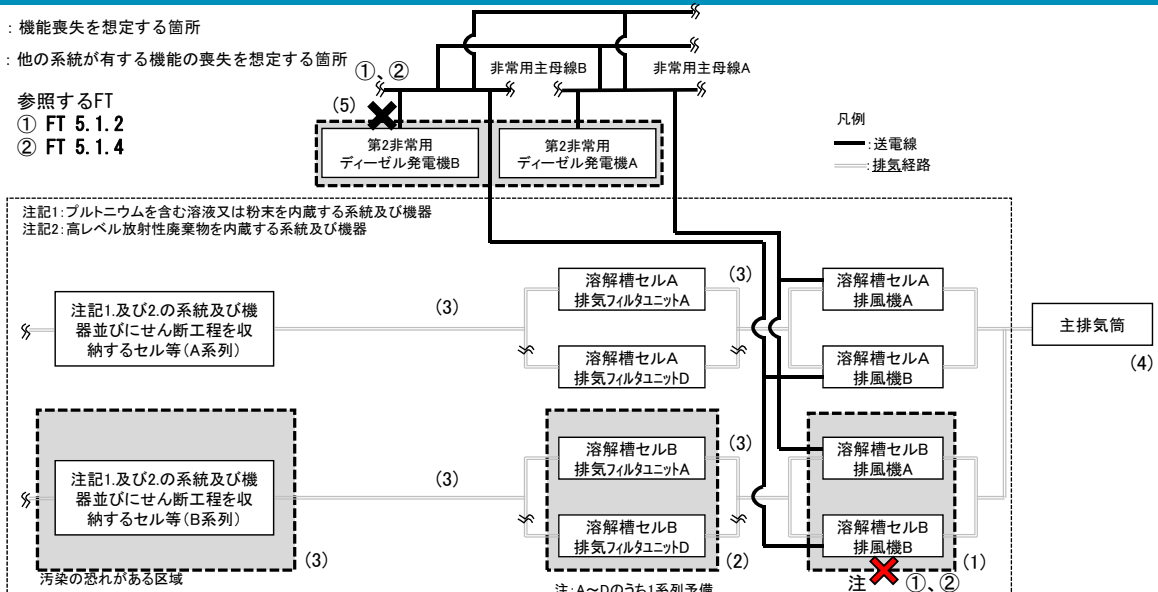 ：機能喪失を想定する箇所
：他の系統が有する機能の喪失を想定する箇所
参照するFT
① FT 5.1.2
② FT 5.1.4
①、②
非常用主母線B
非常用主母線A
(5)
第2非常用
ディーゼル発電機B
第2非常用
ディーゼル発電機A
凡例
：送電線
：排気経路
注記1：プルトニウムを含む溶液又は粉末を内蔵する系統及び機器
注記2：高レベル放射性廃棄物を内蔵する系統及び機器
注記1.及び2.の系統及び機
器並びにせん断工程を収
納するセル等(A系列)
(3)
溶解槽セルA
排気フィルタユニットA
(3)
溶解槽セルA
排風機A
溶解槽セルA
排気フィルタユニットD
溶解槽セルA
排風機B
主排気筒
(4)
注記1.及び2.の系統及び機
器並びにせん断工程を収
納するセル等(B系列)
(3)
(3)
汚染の恐れがある区域
溶解槽セルB
排気フィルタユニットA
(3)
溶解槽セルB
排気フィルタユニットD
(2)
注：A～Dのうち1系列予備
溶解槽セルB
排風機A
溶解槽セルB
排風機B
(1)
注
①、②